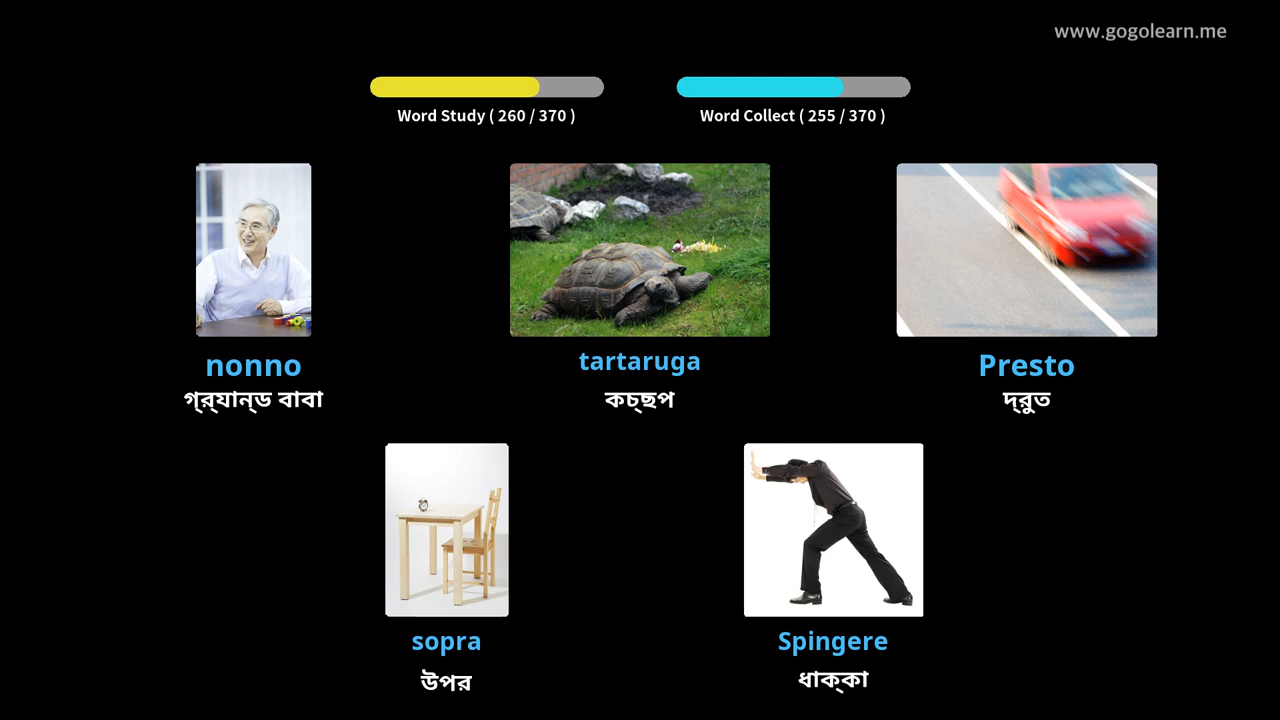 www.gogolearn.me
Word Study ( 260 / 370 )
Word Collect ( 255 / 370 )
nonno
গ্র্যান্ড বাবা
tartaruga
কচ্ছপ
Presto
দ্রুত
sopra
উপর
Spingere
ধাক্কা